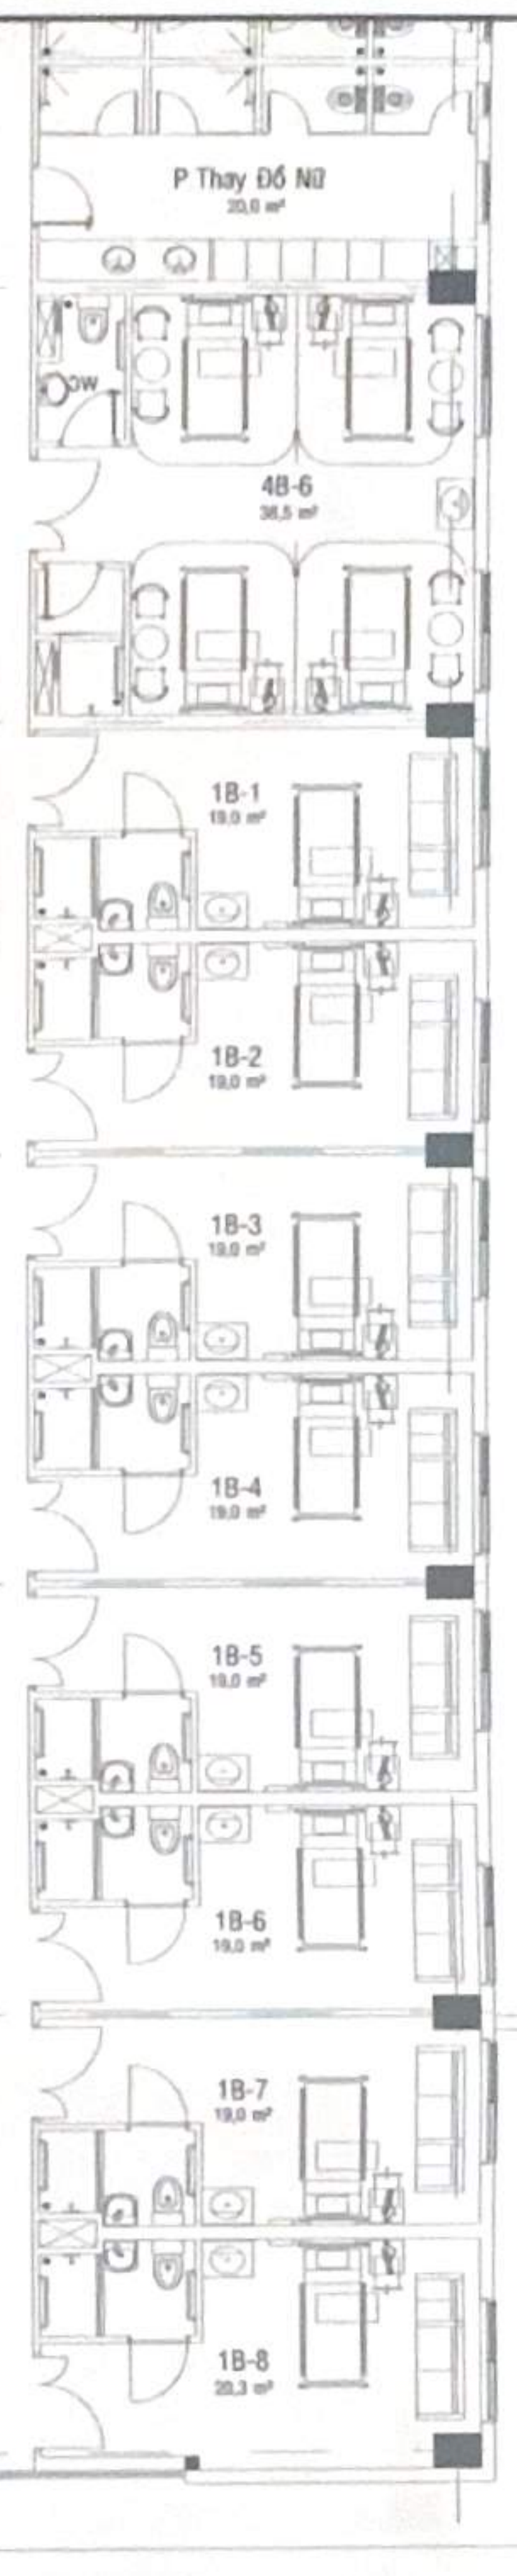 P Thay Đồ Nữ
20,0 m²
WC
4B-6
38,5 m²
1B-1
19,0 m²
1B-2
19,0 m²
1B-3
19,0 m²
1B-4
19,0 m²
1B-5
19,0 m²
1B-6
19,0 m²
1B-7
19,0 m²
1B-8
20,3 m²